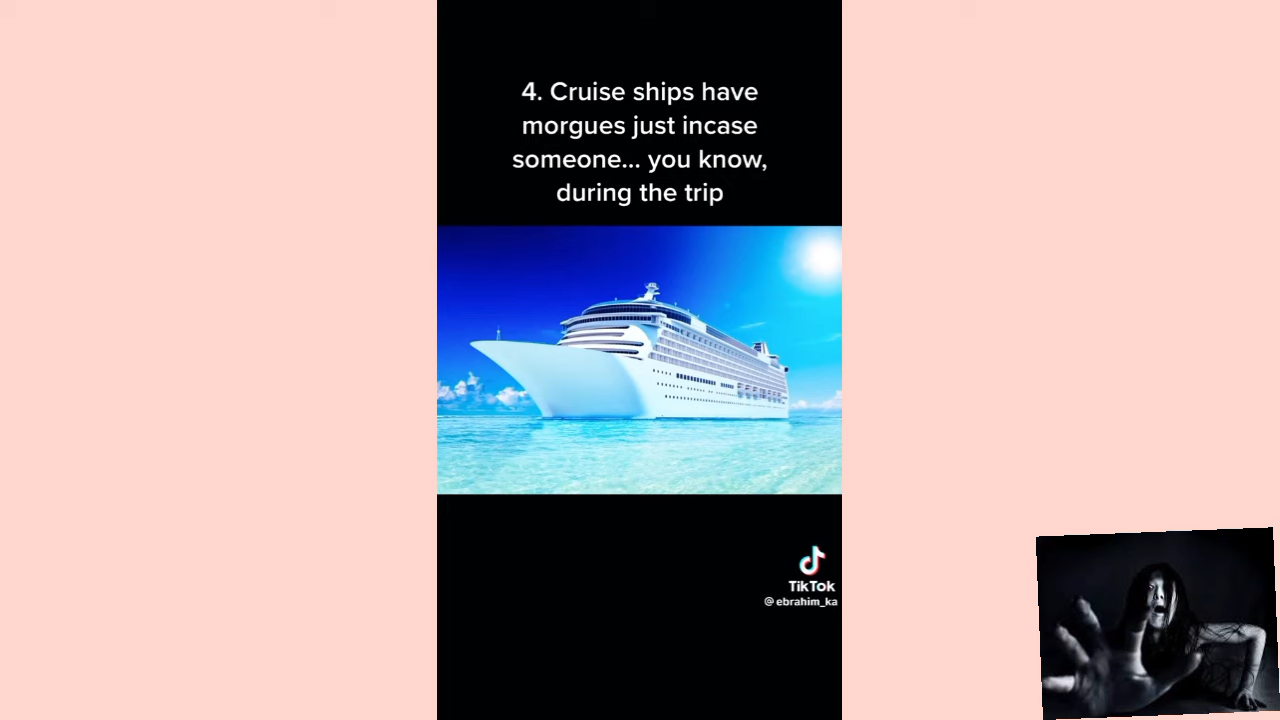 4. Cruise ships have
morgues just incase
someone... you know,
during the trip
TikTok
@ebrahim_ka